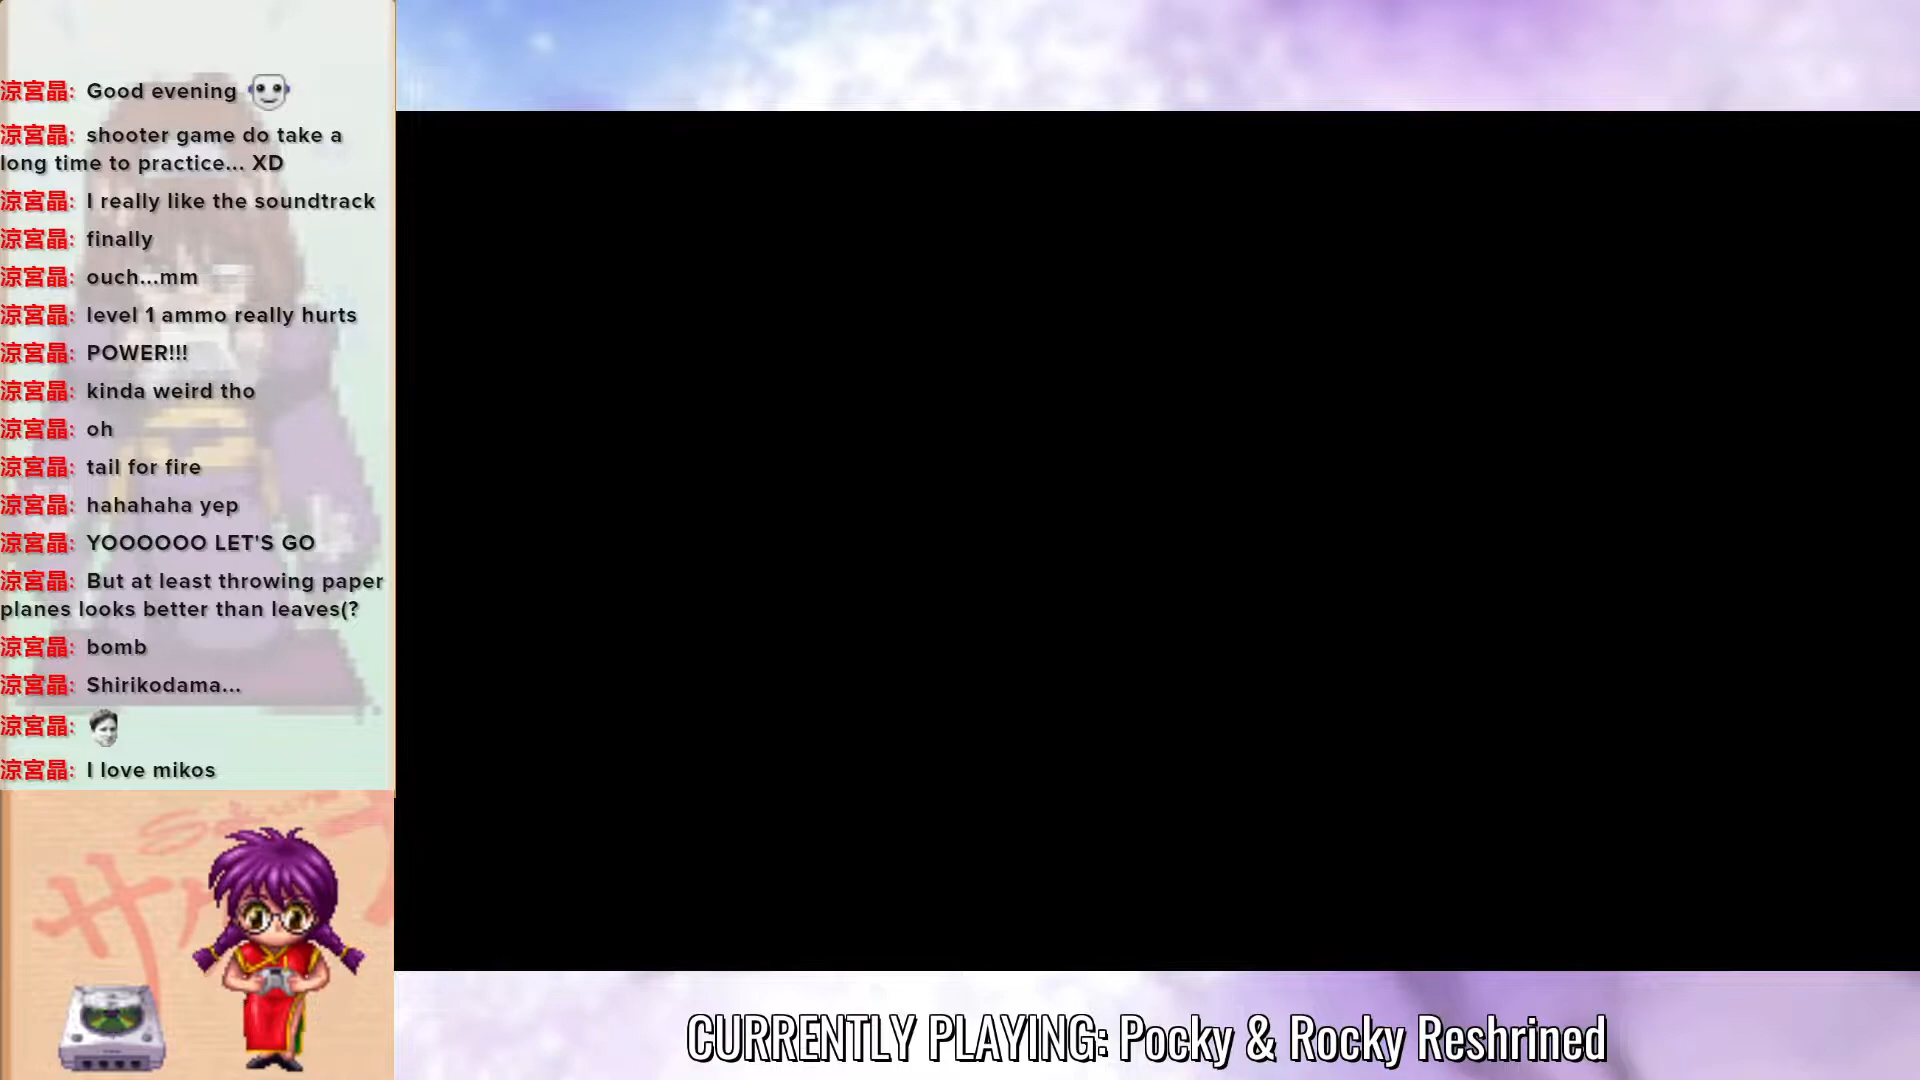 涼宮晶: Good evening
涼宮晶: shooter game do take a
long time to practice... XD
涼宮晶: I really like the soundtrack
涼宮晶: finally
涼宮晶: ouch...mm
涼宮晶: level 1 ammo really hurts
涼宮晶: POWER!!!
涼宮晶: kinda weird tho
涼宮晶: oh
涼宮晶: tail for fire
涼宮晶: hahahaha yep
涼宮晶: YOOOOOO LET'S GO
涼宮晶: But at least throwing paper
planes looks better than leaves(?
涼宮晶: bomb
涼宮晶: Shirikodama...
涼宮晶:
涼宮晶: I love mikos
CURRENTLY PLAYING: Pocky & Rocky Reshrined